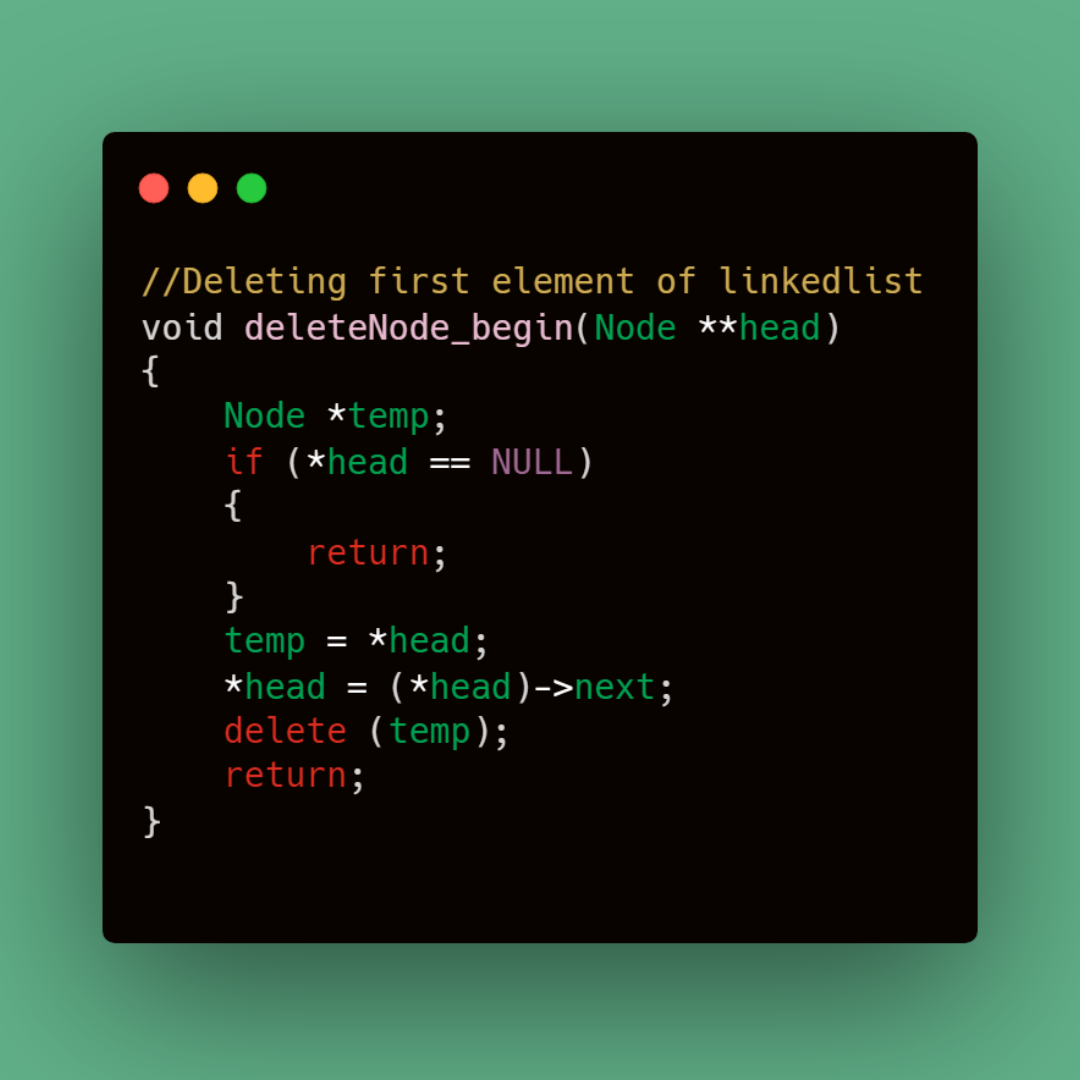 //Deleting first element of linkedlist
void deleteNode_begin(Node **head)
{
    Node *temp;
    if (*head == NULL)
    {
        return;
    }
    temp = *head;
    *head = (*head)->next;
    delete (temp);
    return;
}